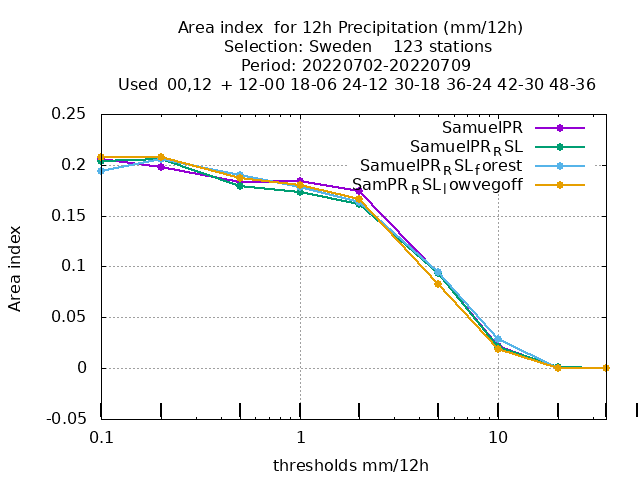 Area index  for 12h Precipitation (mm/12h)
Selection: Sweden    123 stations
Period: 20220702-20220709
Used  00,12  + 12-00 18-06 24-12 30-18 36-24 42-30 48-36
0.25
0.2
0.15
0.1
0.05
0
-0.05
Area index
SamuelPR
SamuelPR_RSL
SamuelPR_RSL_forest
SamPR_RSL_lowvegoff
0.1
1
10
thresholds mm/12h